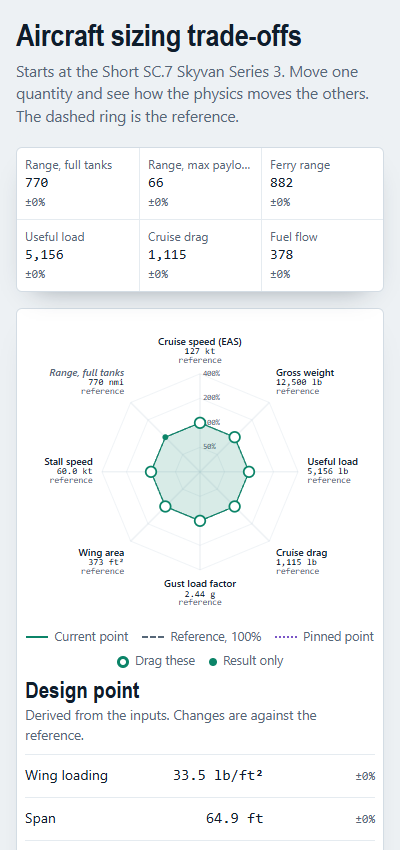 Aircraft sizing trade-offs
Starts at the Short SC.7 Skyvan Series 3. Move one
quantity and see how the physics moves the others.
The dashed ring is the reference.
Range, full tanks
770
±0%
Range, max paylo...
66
±0%
Ferry range
882
±0%
Useful load
5,156
±0%
Cruise drag
1,115
±0%
Fuel flow
378
±0%
Cruise speed (EAS)
127 kt
reference
Range, full tanks
770 nmi
reference
Gross weight
12,500 lb
reference
400%
200%
100%
50%
Stall speed
60.0 kt
reference
Useful load
5,156 lb
reference
Wing area
373 ft²
reference
Cruise drag
1,115 lb
reference
Gust load factor
2.44 g
reference
Current point
Reference, 100%
Pinned point
Drag these
Result only
Design point
Derived from the inputs. Changes are against the
reference.
Wing loading 33.5 lb/ft² ±0%
Span 64.9 ft ±0%